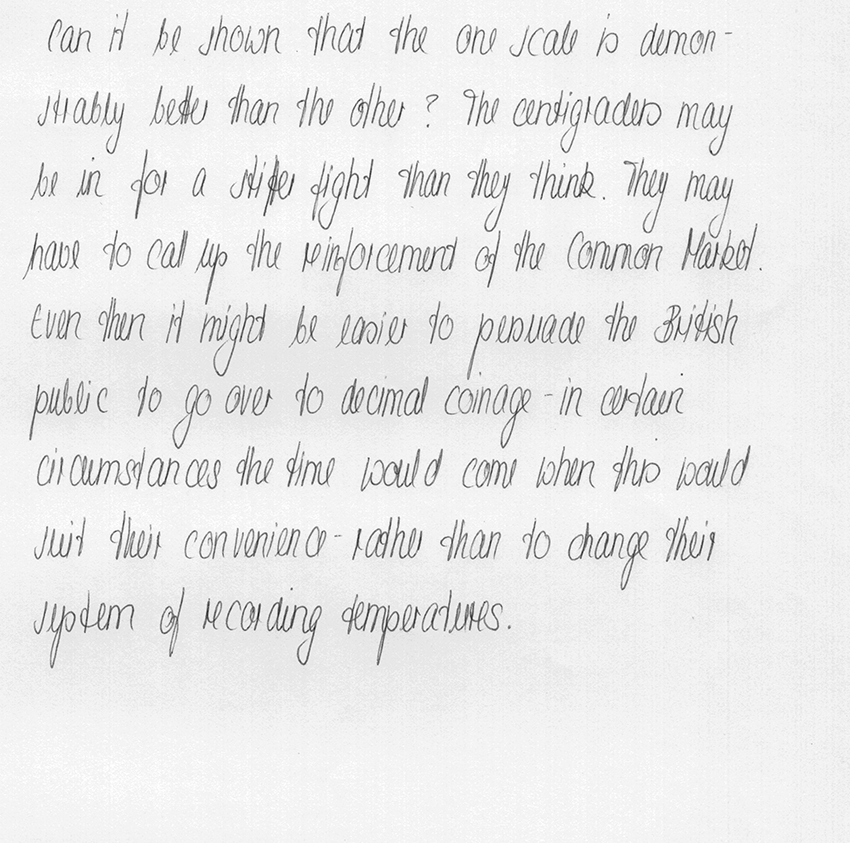 Can it be shown that the one scale is demon-
strably better than the other ? The centigraders may
be in for a stiffer fight than they think. They may
have to call up the reinforcement of the Common Market.
Even then it might be easier to persuade the British
public to go over to decimal coinage - in certain
circumstances the time would come when this would
suit their convenience - rather than to change their
system of recording temperatures.